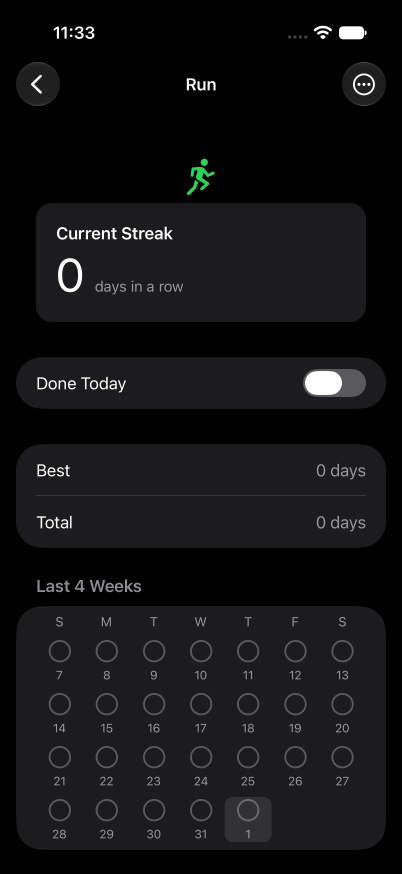 11:33
Run
Current Streak
0 days in a row
Done Today
Best 0 days
Total 0 days
Last 4 Weeks
S M T W T F S
7 8 9 10 11 12 13
14 15 16 17 18 19 20
21 22 23 24 25 26 27
28 29 30 31 1